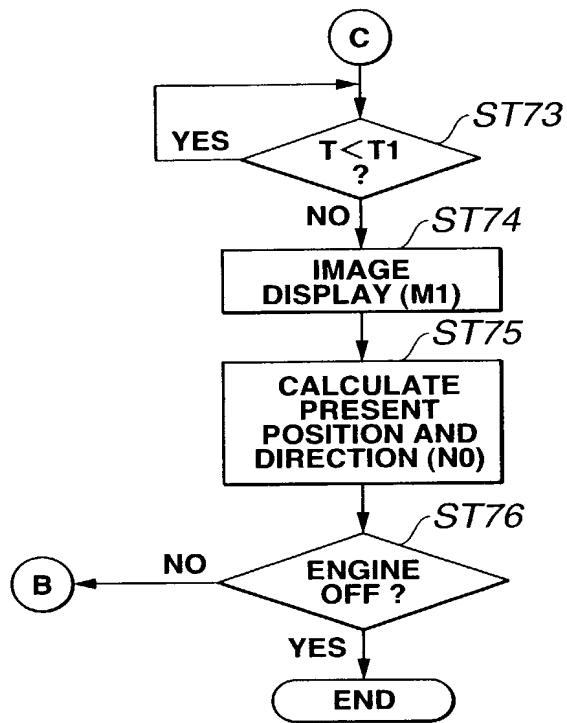 C
ST73
YES
T<T1
?
NO
ST74
IMAGE
DISPLAY (M1)
ST75
CALCULATE
PRESENT
POSITION AND
DIRECTION (N0)
ST76
B
NO
ENGINE
OFF ?
YES
END